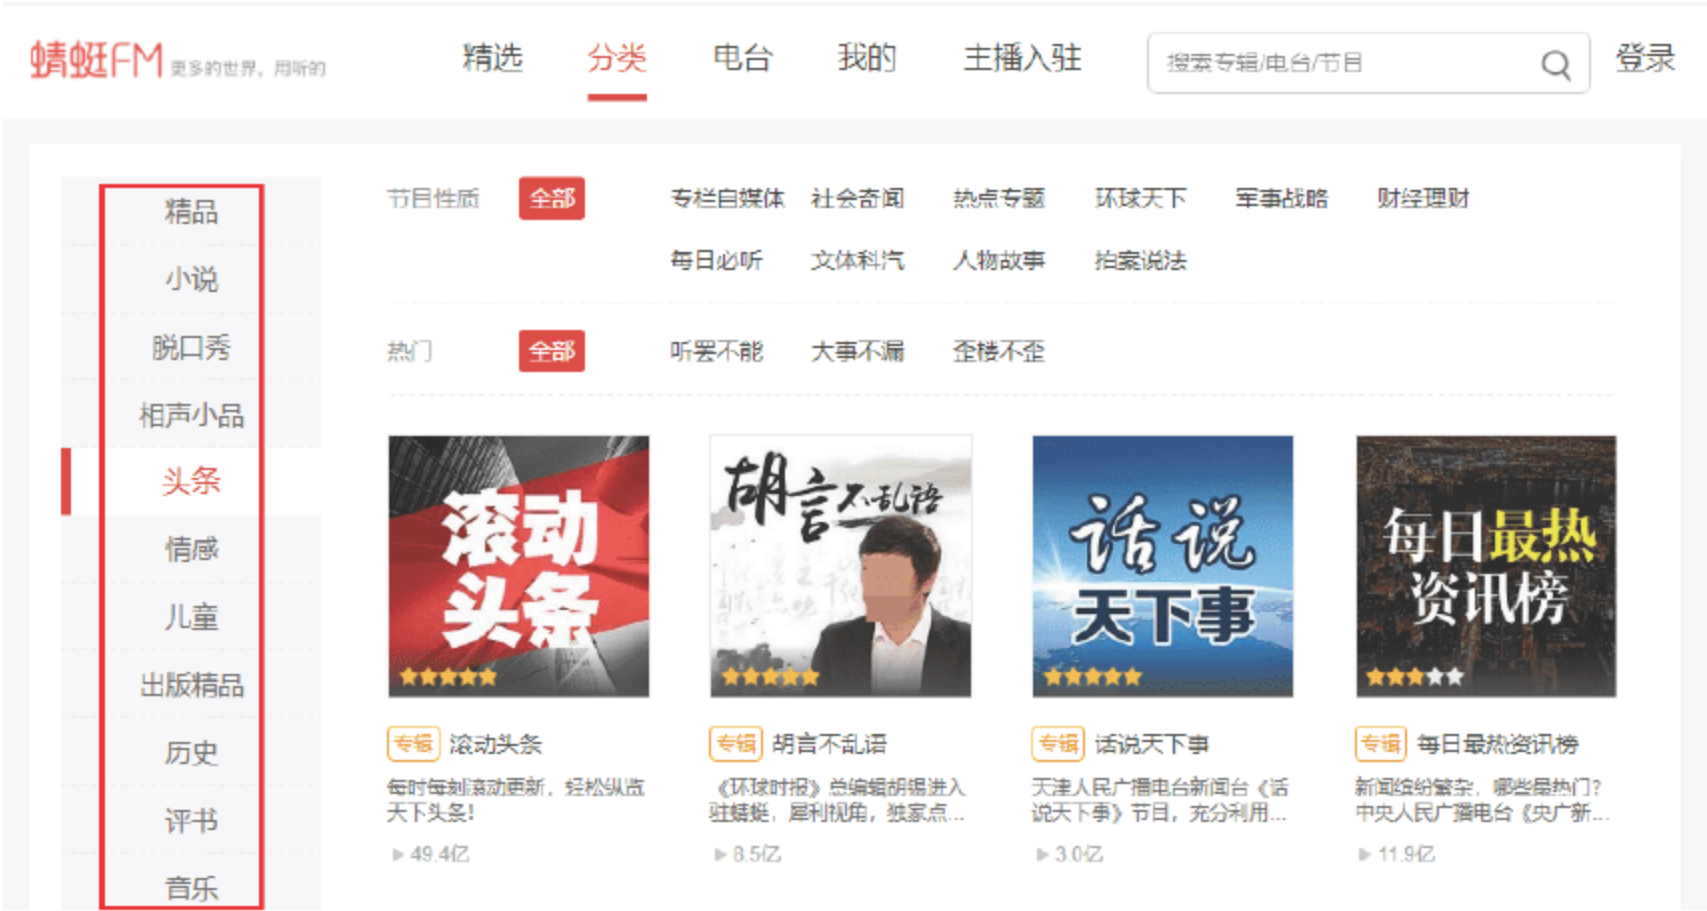 蜻蜓FM 更多的世界，用听的 精选 分类 电台 我的 主播入驻 搜索专辑/电台/节目 登录
精品
小说
脱口秀
相声小品
头条
情感
儿童
出版精品
历史
评书
音乐
节目性质 全部 专栏自媒体 社会奇闻 热点专题 环球天下 军事战略 财经理财
每日必听 文体科汽 人物故事 拍案说法
热门 全部 听罢不能 大事不漏 歪楼不歪
滚动
头条
专辑 滚动头条
每时每刻滚动更新，轻松纵览
天下头条！
49.4亿
胡言不乱语
专辑 胡言不乱语
《环球时报》总编辑胡锡进入
驻蜻蜓，犀利视角，独家点...
8.5亿
话说
天下事
专辑 话说天下事
天津人民广播电台新闻台《话
说天下事》节目，充分利用...
3.0亿
每日最热
资讯榜
专辑 每日最热资讯榜
新闻缤纷繁杂，哪些最热门？
中央人民广播电台《央广新...
11.9亿